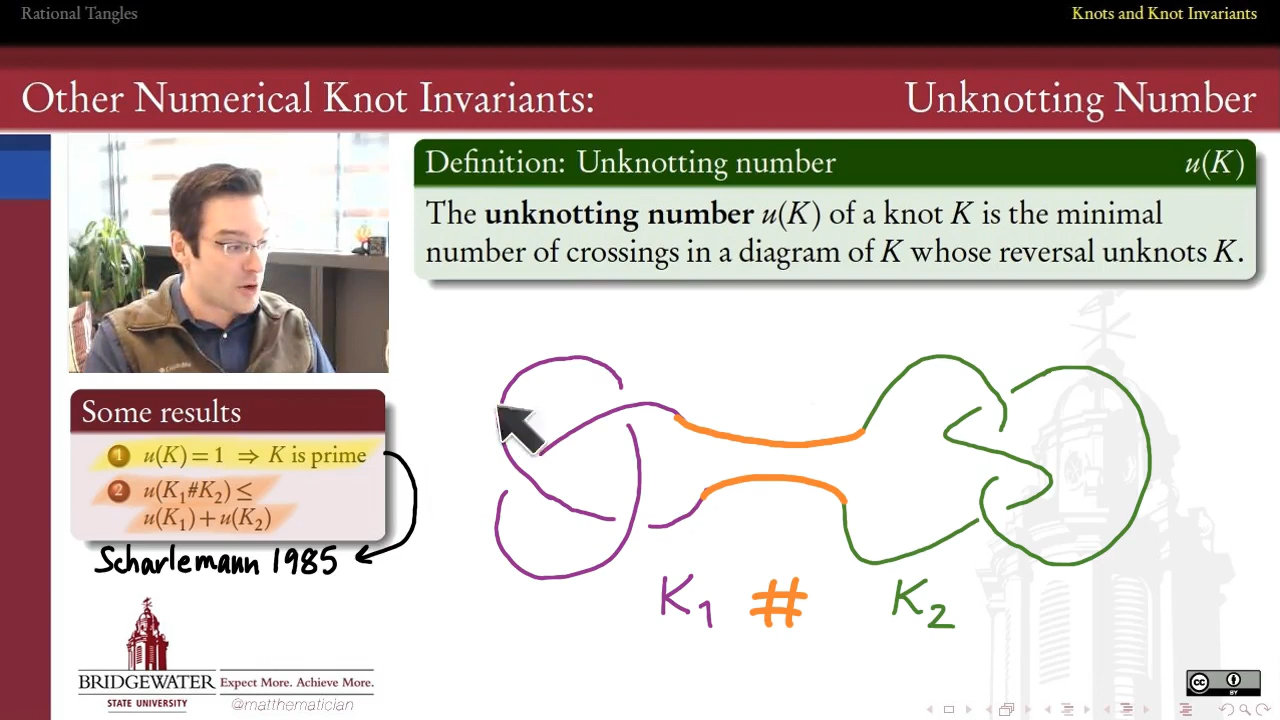 Rational Tangles
Knots and Knot Invariants
Other Numerical Knot Invariants:
Unknotting Number
Definition: Unknotting number
u(K)
The unknotting number u(K) of a knot K is the minimal
number of crossings in a diagram of K whose reversal unknots K.
Some results
1 u(K) = 1 ⇒ K is prime
2 u(K₁#K₂) ≤
u(K₁) + u(K₂)
Scharlemann 1985
K₁ # K₂
BRIDGEWATER
STATE UNIVERSITY
Expect More. Achieve More.
@matthematician
cc
BY